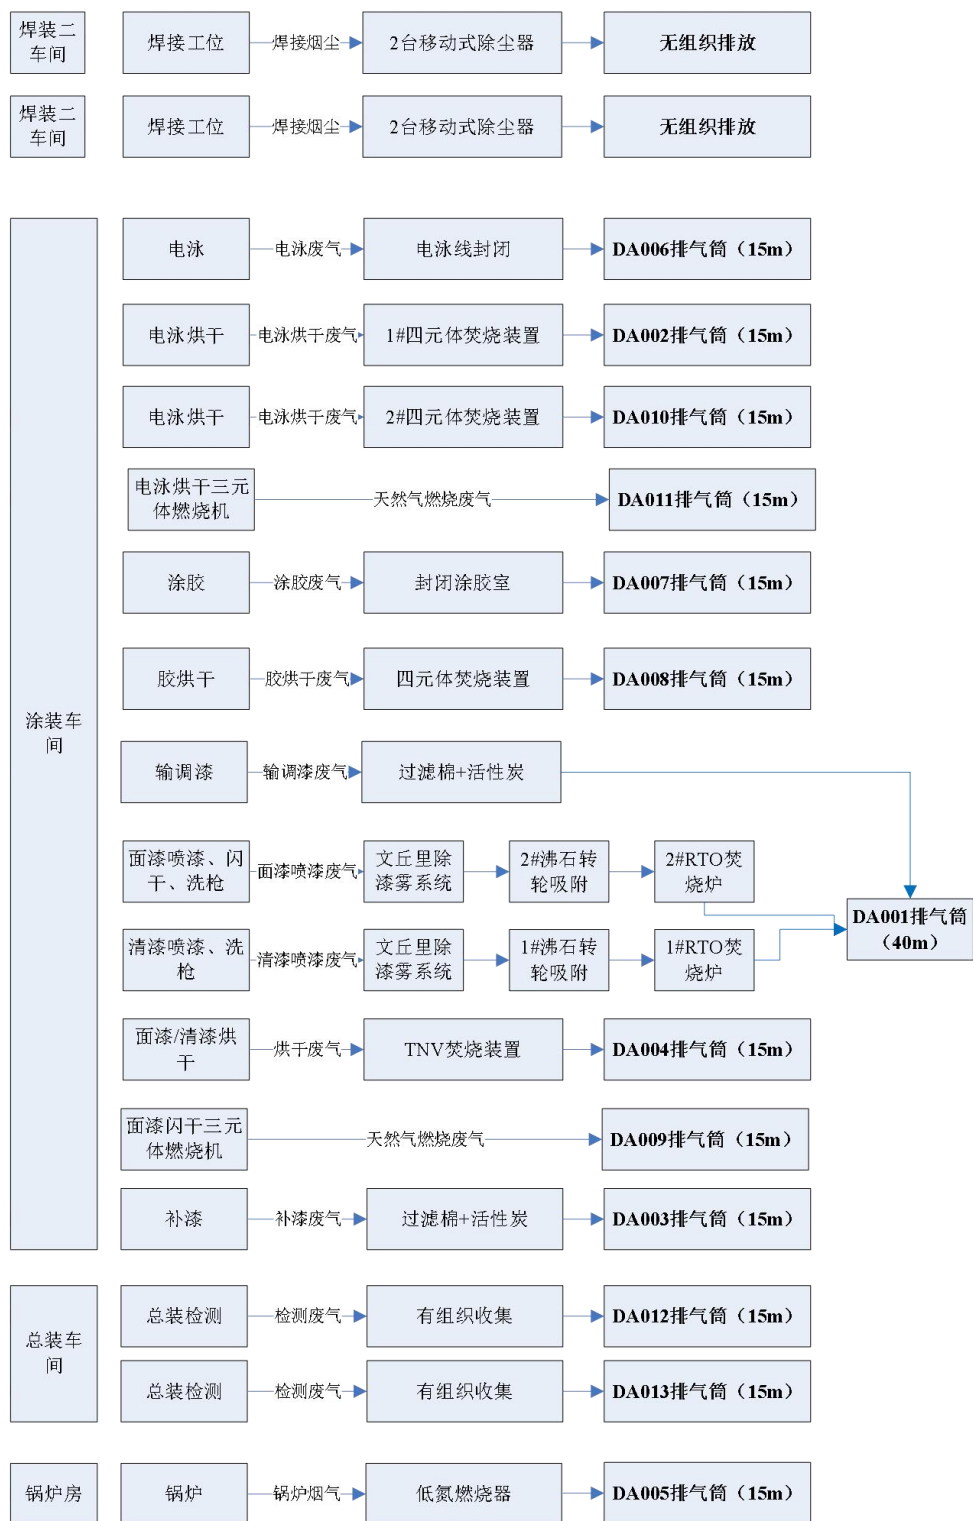 焊装二
车间
焊接工位
焊接烟尘
2台移动式除尘器
无组织排放
焊装二
车间
焊接工位
焊接烟尘
2台移动式除尘器
无组织排放
涂装车
间
电泳
电泳废气
电泳线封闭
DA006排气筒（15m）
电泳烘干
电泳烘干废气
1#四元体焚烧装置
DA002排气筒（15m）
电泳烘干
电泳烘干废气
2#四元体焚烧装置
DA010排气筒（15m）
电泳烘干三元
体燃烧机
天然气燃烧废气
DA011排气筒（15m）
涂胶
涂胶废气
封闭涂胶室
DA007排气筒（15m）
胶烘干
胶烘干废气
四元体焚烧装置
DA008排气筒（15m）
输调漆
输调漆废气
过滤棉+活性炭
面漆喷漆、闪
干、洗枪
面漆喷漆废气
文丘里除
漆雾系统
2#沸石转
轮吸附
2#RTO焚
烧炉
DA001排气筒
（40m）
清漆喷漆、洗
枪
清漆喷漆废气
文丘里除
漆雾系统
1#沸石转
轮吸附
1#RTO焚
烧炉
面漆/清漆烘
干
烘干废气
TNV焚烧装置
DA004排气筒（15m）
面漆闪干三元
体燃烧机
天然气燃烧废气
DA009排气筒（15m）
补漆
补漆废气
过滤棉+活性炭
DA003排气筒（15m）
总装车
间
总装检测
检测废气
有组织收集
DA012排气筒（15m）
总装检测
检测废气
有组织收集
DA013排气筒（15m）
锅炉房
锅炉
锅炉烟气
低氮燃烧器
DA005排气筒（15m）